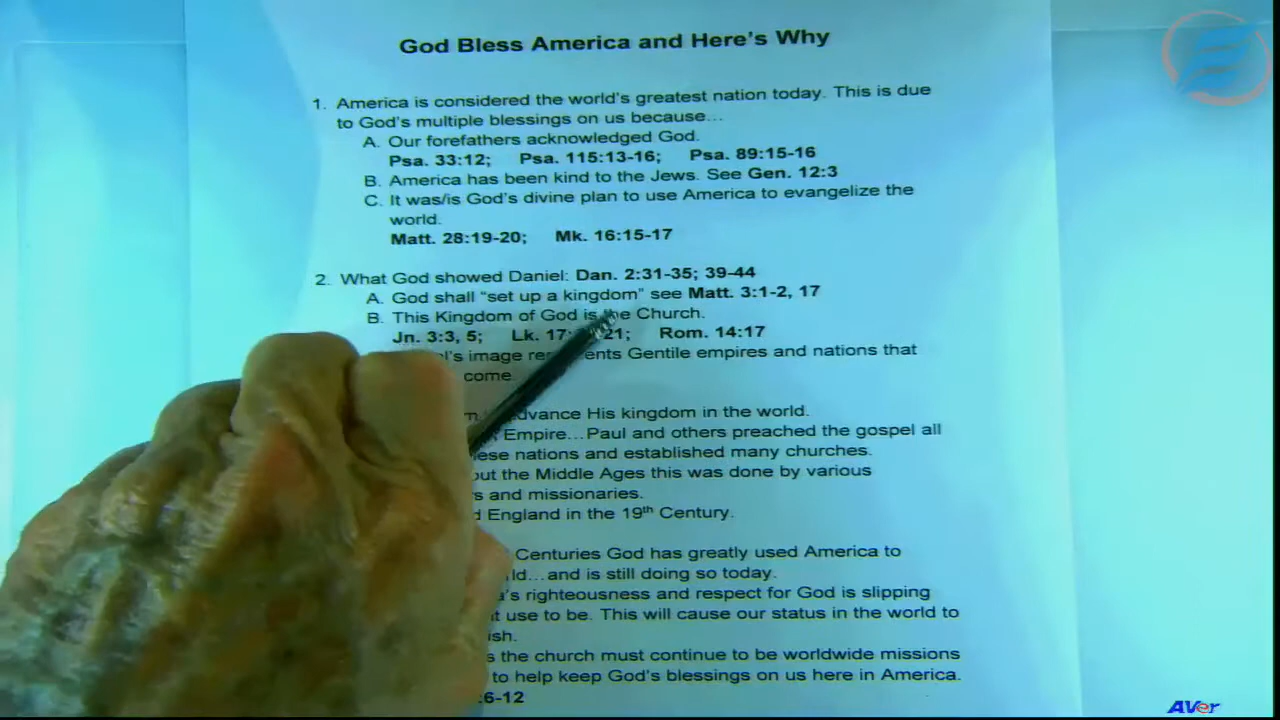 God Bless America and Here's Why
1. America is considered the world's greatest nation today. This is due
to God's multiple blessings on us because…
A. Our forefathers acknowledged God.
Psa. 33:12; Psa. 115:13-16; Psa. 89:15-16
B. America has been kind to the Jews. See Gen. 12:3
C. It was/is God's divine plan to use America to evangelize the
world.
Matt. 28:19-20; Mk. 16:15-17
2. What God showed Daniel: Dan. 2:31-35; 39-44
A. God shall "set up a kingdom" see Matt. 3:1-2, 17
B. This Kingdom of God is the Church.
Jn. 3:3, 5; Lk. 17: 21; Rom. 14:17
image Gentile empires and nations that
come.
advance His kingdom in the world.
Empire…Paul and others preached the gospel all
nations and established many churches.
the Middle Ages this was done by various
and missionaries.
England in the 19th Century.
Centuries God has greatly used America to
…and is still doing so today.
righteousness and respect for God is slipping
use to be. This will cause our status in the world to
the church must continue to be worldwide missions
to help keep God's blessings on us here in America.
6-12
AVer